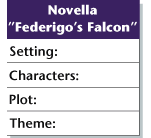 Novella
"Federigo's Falcon"
Setting:
Characters:
Plot:
Theme: